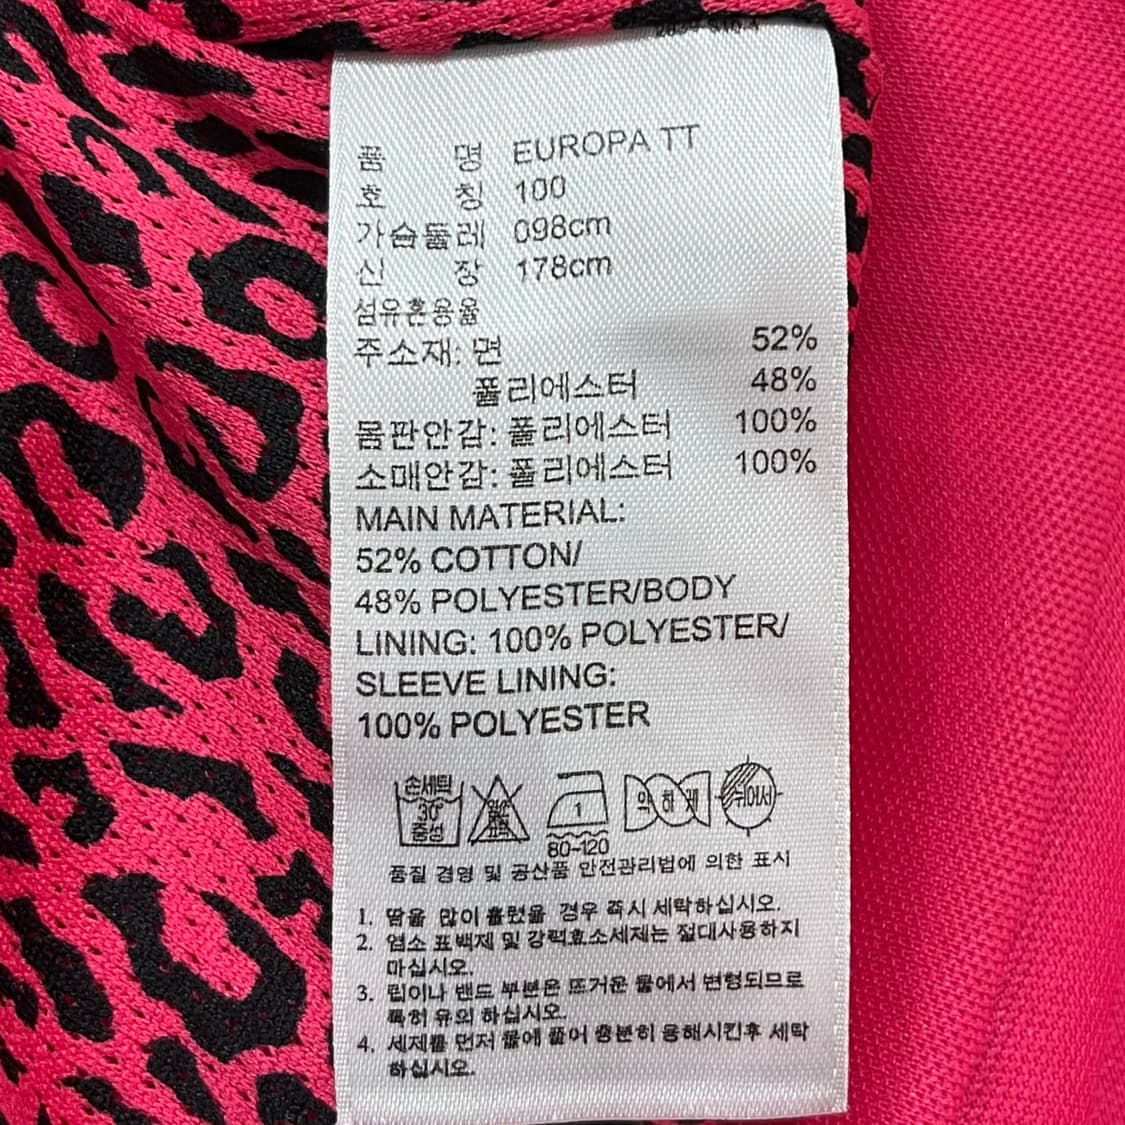 품 명 EUROPA TT
호 칭 100
가슴둘레 098cm
신 장 178cm
섬유혼용율
주소재: 면 52%
폴리에스터 48%
몸판안감: 폴리에스터 100%
소매안감: 폴리에스터 100%
MAIN MATERIAL:
52% COTTON/
48% POLYESTER/BODY
LINING: 100% POLYESTER/
SLEEVE LINING:
100% POLYESTER
손세탁 30° 중성 1 약 하 게 뉘어서
80~120
품질 경영 및 공산품 안전관리법에 의한 표시
1. 땀을 많이 흘렸을 경우 즉시 세탁하십시오.
2. 염소 표백제 및 강력효소세제는 절대사용하지
마십시오.
3. 립이나 밴드 부분은 뜨거운 물에서 변형되므로
특히 유의 하십시오.
4. 세제를 먼저 물에 풀어 충분히 용해시킨후 세탁
하십시오.